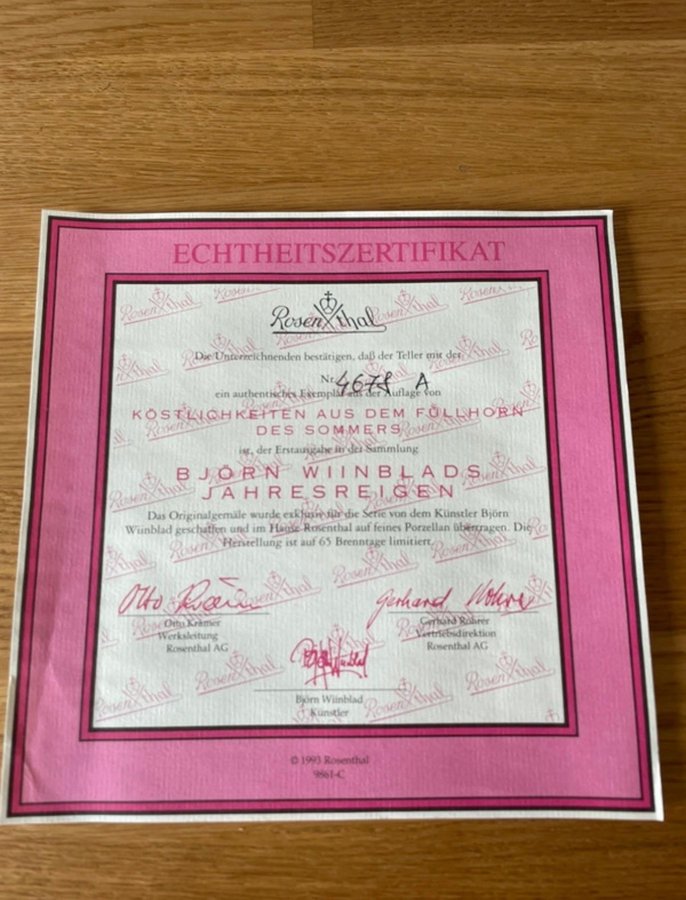 ECHTHEITSZERTIFIKAT
Rosenthal
Die Unterzeichnenden bestätigen, daß der Teller mit der
Nr. 4678 A
ein authentisches Exemplar aus der Auflage von
KÖSTLICHKEITEN AUS DEM FÜLLHORN
DES SOMMERS
ist, der Erstausgabe in der Sammlung
BJÖRN WIINBLADS
JAHRESREIGEN
Das Originalgemäle wurde exklusiv für die Serie von dem Künstler Björn
Wiinblad geschaffen und im Hause Rosenthal auf feines Porzellan übertragen. Die
Herstellung ist auf 65 Brenntage limitiert.
Otto Krämer
Werksleitung
Rosenthal AG
Gerhard Rohrer
Vertriebsdirektion
Rosenthal AG
Björn Wiinblad
Künstler
© 1993 Rosenthal
9861-C